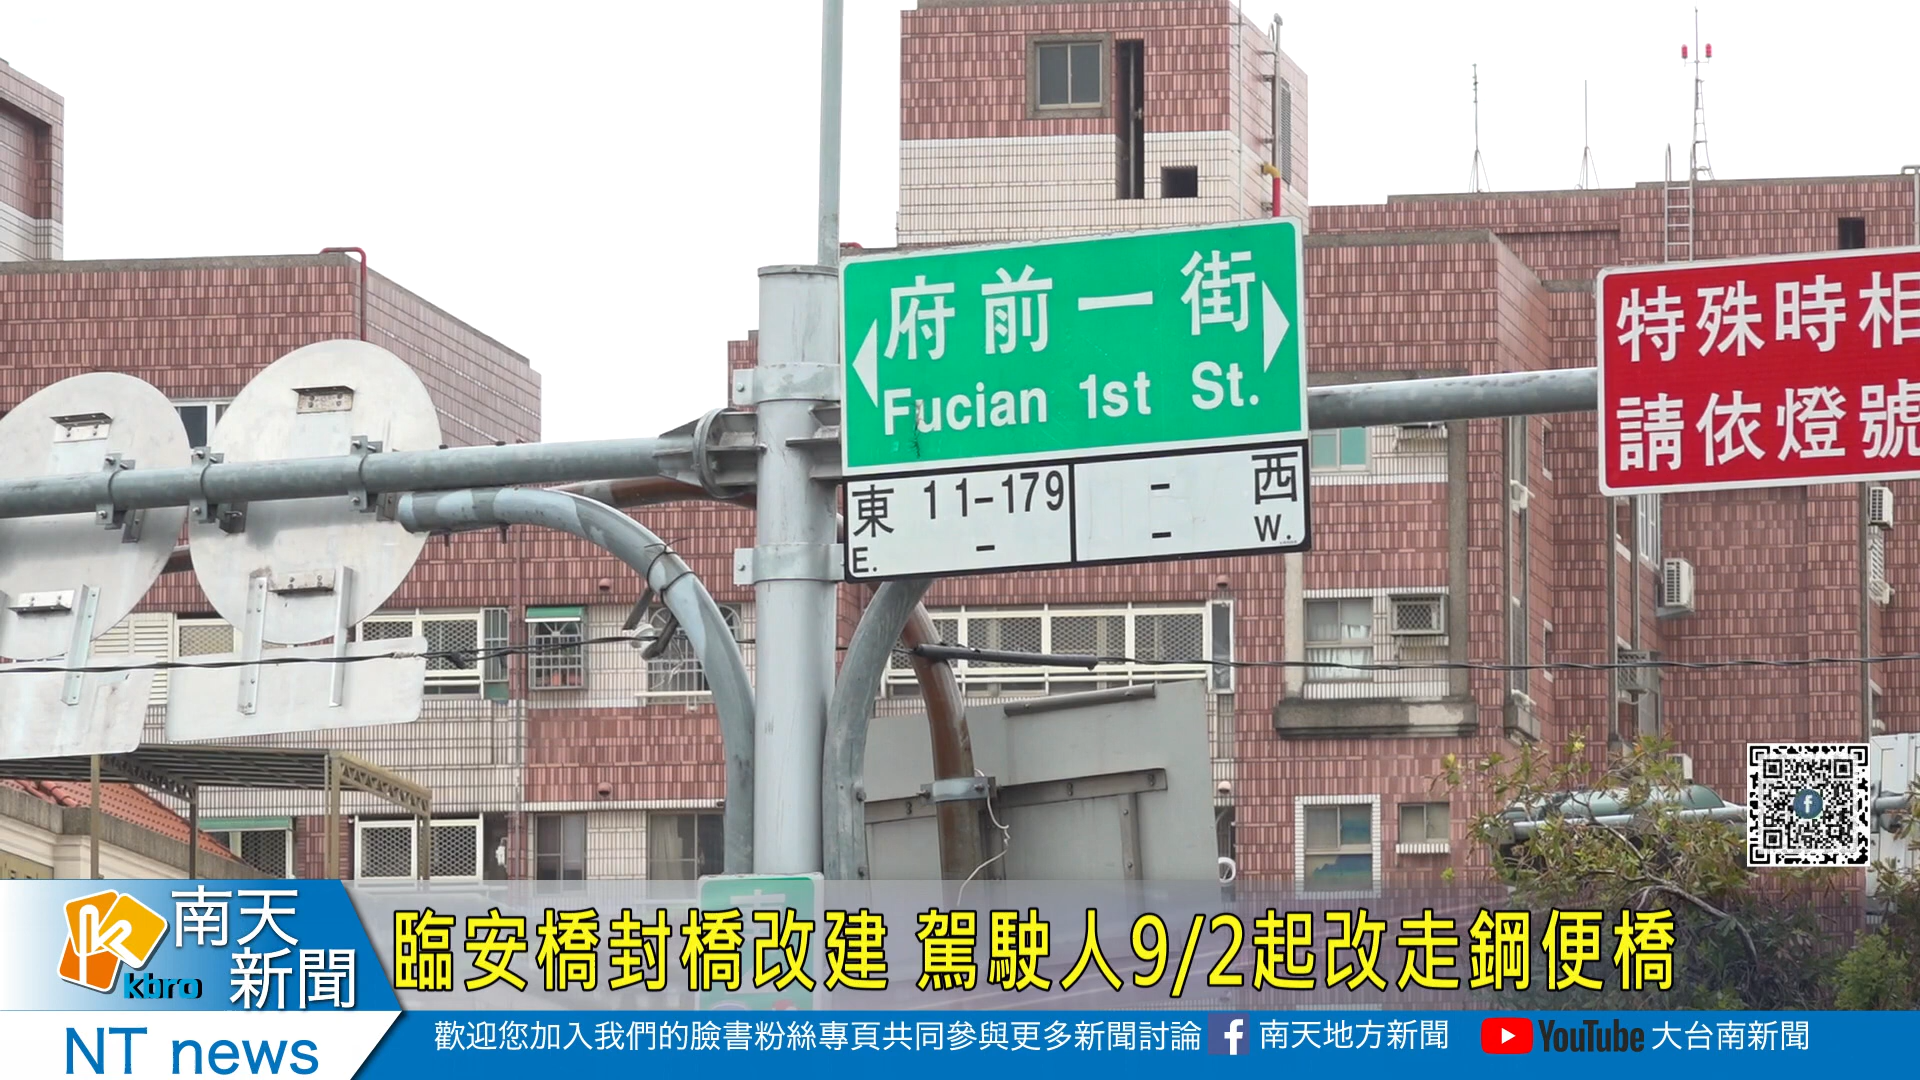 府前一街
Fucian 1st St.
東 11-179 - 西
E. - - W.
特殊時相
請依燈號
南天
新聞
kbro
NT news
臨安橋封橋改建 駕駛人9/2起改走鋼便橋
歡迎您加入我們的臉書粉絲專頁共同參與更多新聞討論 f 南天地方新聞 YouTube 大台南新聞